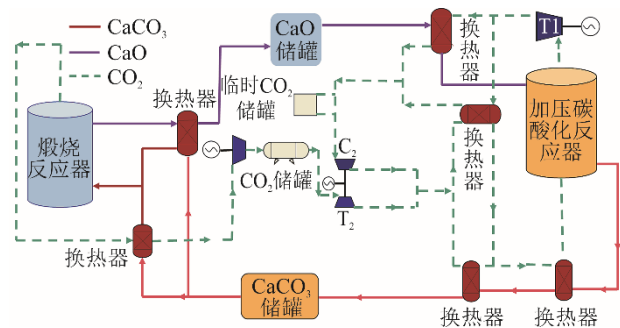 CaCO₃
CaO
CO₂
CaO
储罐
换
热
器
T1
换热器
临时CO₂
储罐
加压碳
酸化反
应器
煅烧
反应器
换
热
器
C₂
CO₂储罐
T₂
换热器
CaCO₃
储罐
换热器
换热器